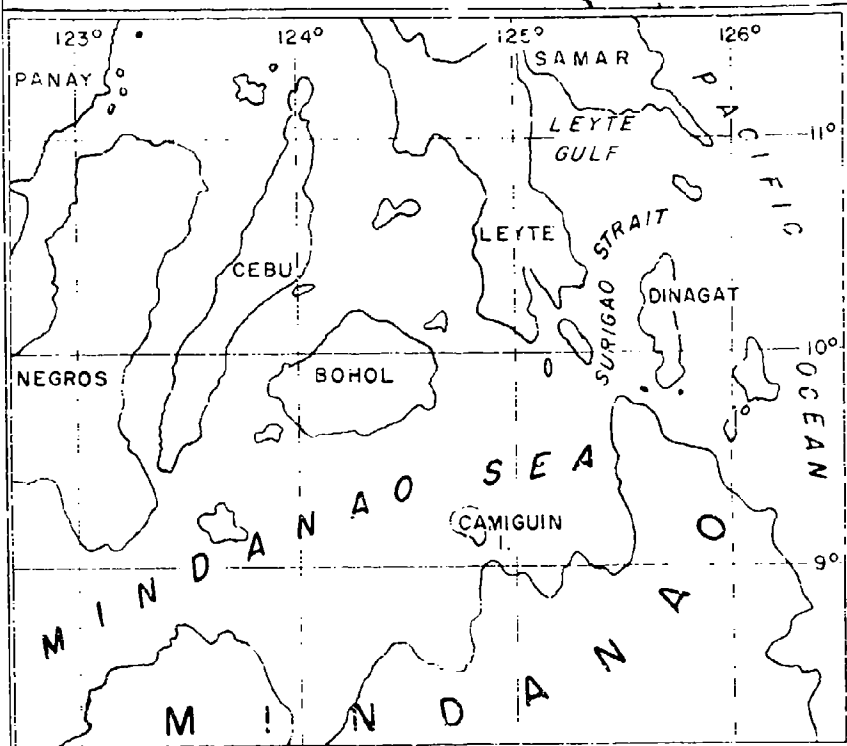 123° 124° 125° 126°
PANAY
SAMAR
PACIFIC
LEYTE
GULF
11°
LEYTE
SURIGAO STRAIT
CEBU
DINAGAT
10°
NEGROS
BOHOL
OCEAN
MINDANAO SEA
CAMIGUIN
9°
MINDANAO